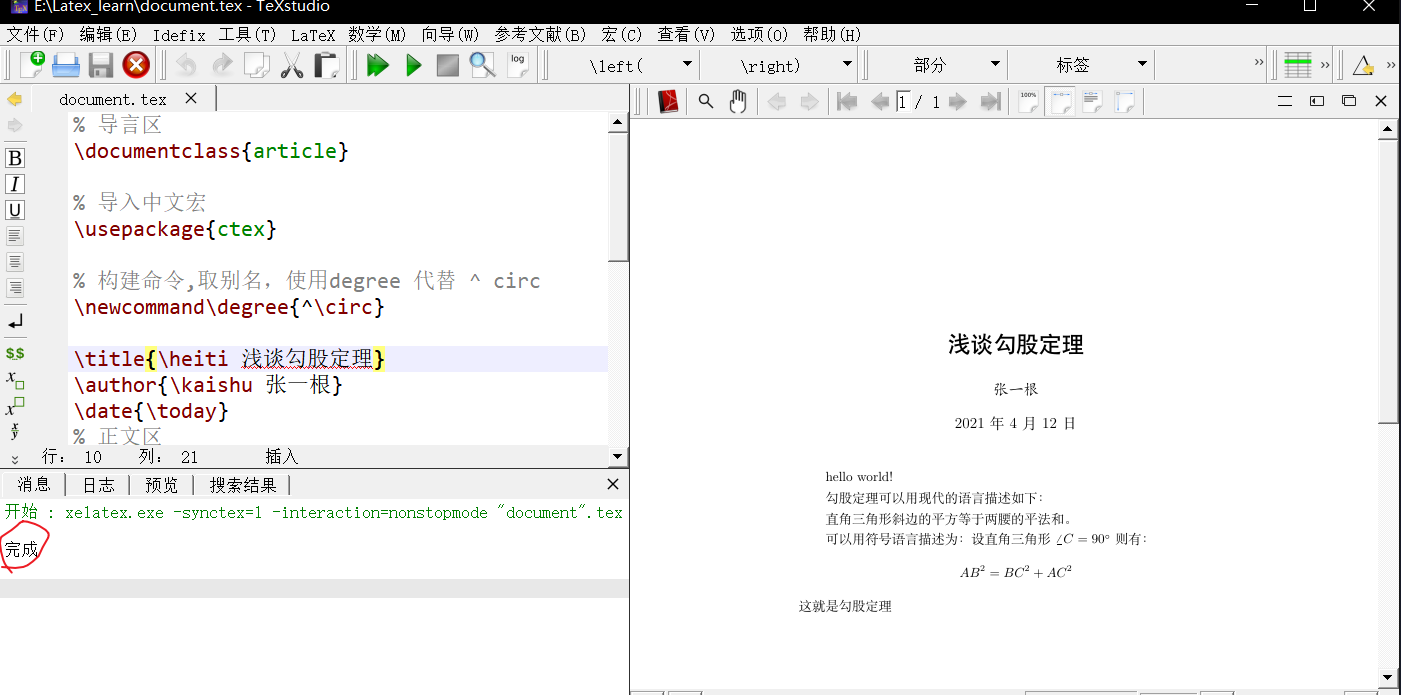 E:\Latex_learn\document.tex - TeXstudio
文件(F) 编辑(E) Idefix 工具(T) LaTeX 数学(M) 向导(W) 参考文献(B) 宏(C) 查看(V) 选项(O) 帮助(H)
log \left( \right) 部分 标签
document.tex 1 / 1 100%
% 导言区
\documentclass{article}
% 导入中文宏
\usepackage{ctex}
% 构建命令,取别名，使用degree 代替 ^ circ
\newcommand\degree{^\circ}
\title{\heiti 浅谈勾股定理}
\author{\kaishu 张一根}
\date{\today}
% 正文区
行： 10 列： 21 插入
消息 日志 预览 搜索结果
开始 : xelatex.exe -synctex=1 -interaction=nonstopmode "document".tex
完成
浅谈勾股定理
张一根
2021 年 4 月 12 日
hello world!
勾股定理可以用现代的语言描述如下：
直角三角形斜边的平方等于两腰的平法和。
可以用符号语言描述为：设直角三角形 ∠C = 90° 则有：
AB² = BC² + AC²
这就是勾股定理